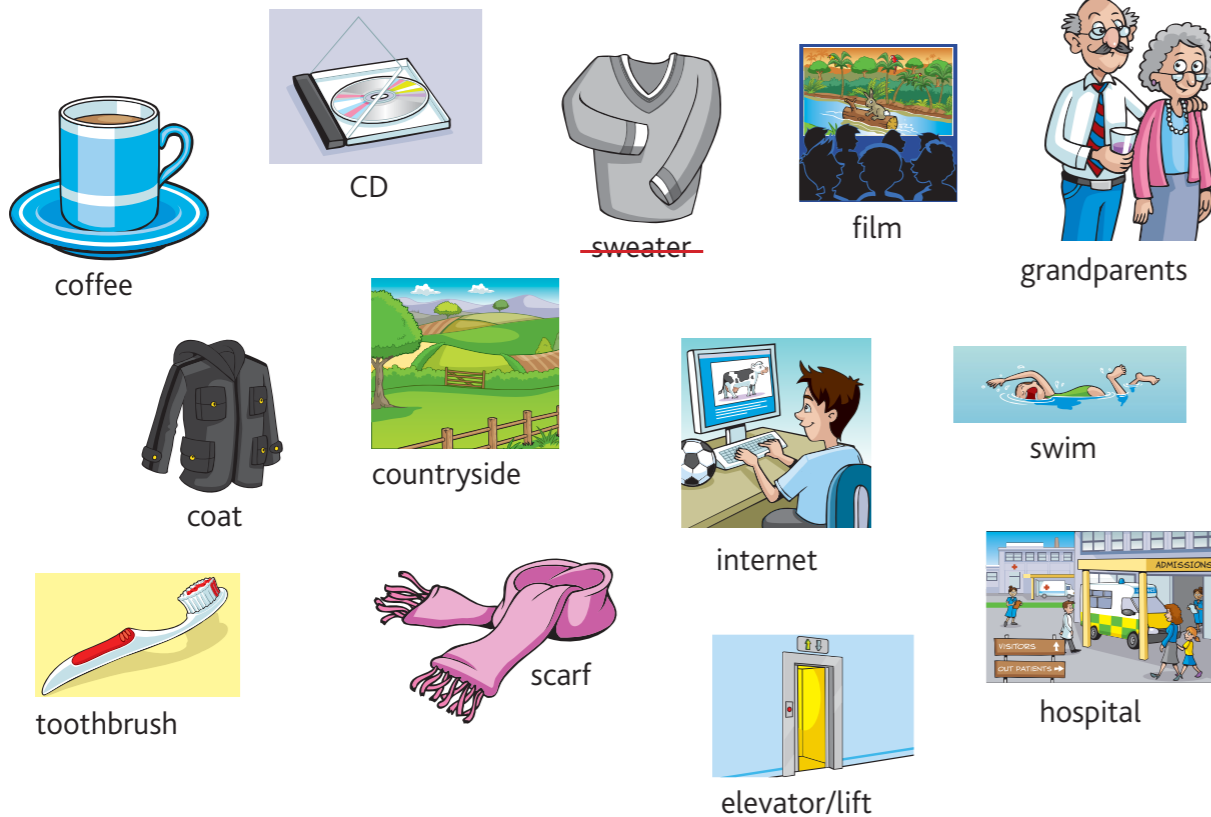 coffee
CD
sweater
film
grandparents
coat
countryside
internet
swim
toothbrush
scarf
elevator/lift
ADMISSIONS
VISITORS
OUT PATIENTS
hospital